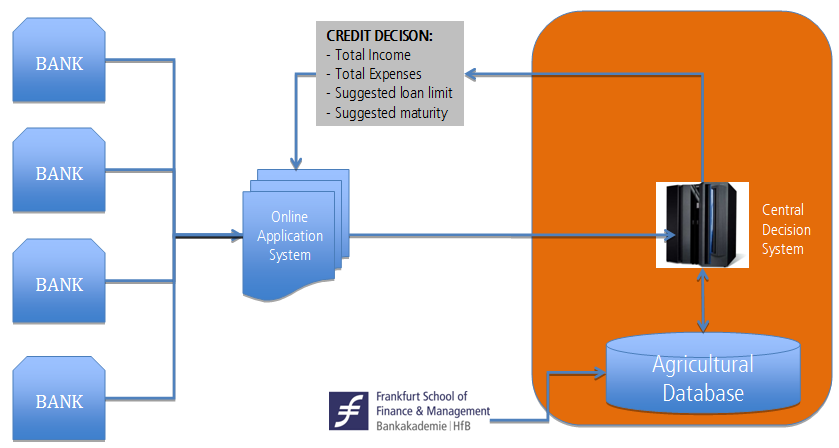 BANK
BANK
BANK
BANK
CREDIT DECISON:
- Total Income
- Total Expenses
- Suggested loan limit
- Suggested maturity
Online
Application
System
Central
Decision
System
Agricultural
Database
Frankfurt School of
Finance & Management
Bankakademie | HfB